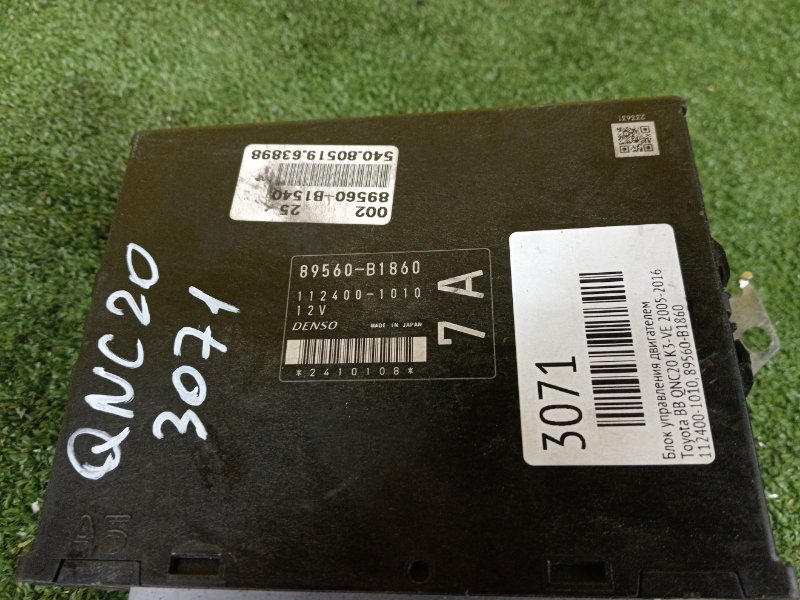 233631
540.80519.63898
89560-B1540
25
002
89560-B1860
112400-1010
12V
DENSO MADE IN JAPAN
*2410108*
7A
QNC20
3071
3071
Блок управления двигателем
Toyota BB QNC20 K3-VE 2005-2016
112400-1010,89560-B1860
A5